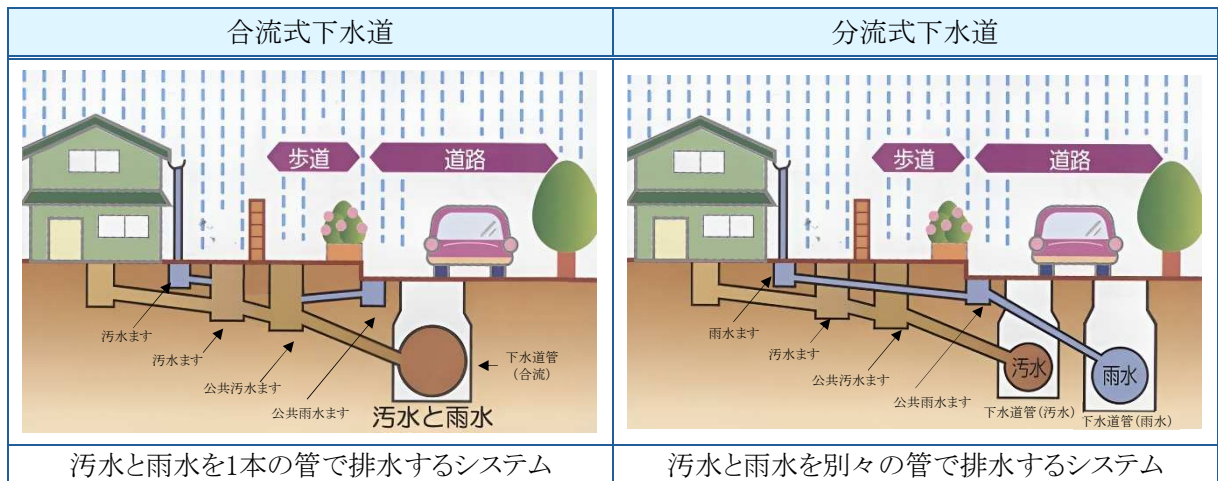 合流式下水道
分流式下水道
歩道
道路
汚水ます
汚水ます
公共汚水ます
公共雨水ます
下水道管
(合流)
汚水と雨水
歩道
道路
雨水ます
汚水ます
公共汚水ます
公共雨水ます
汚水
雨水
下水道管(汚水)
下水道管(雨水)
汚水と雨水を1本の管で排水するシステム
汚水と雨水を別々の管で排水するシステム